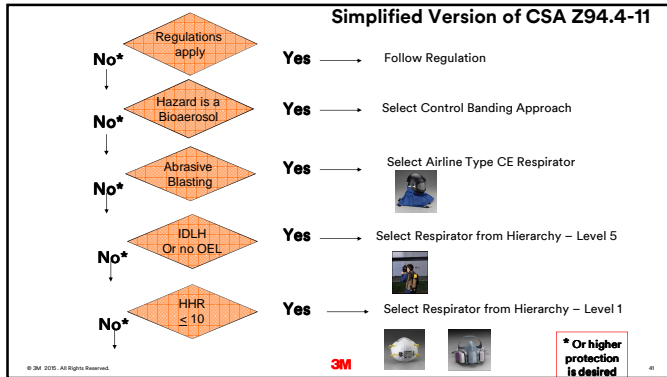 Simplified Version of CSA Z94.4-11
Regulations
apply
No*
Yes
Follow Regulation
Hazard is a
Bioaerosol
No*
Yes
Select Control Banding Approach
Abrasive
Blasting
No*
Yes
Select Airline Type CE Respirator
IDLH
Or no OEL
No*
Yes
Select Respirator from Hierarchy – Level 5
HHR
≤ 10
No*
Yes
Select Respirator from Hierarchy – Level 1
* Or higher
protection
is desired
© 3M 2015. All Rights Reserved.
3M
41